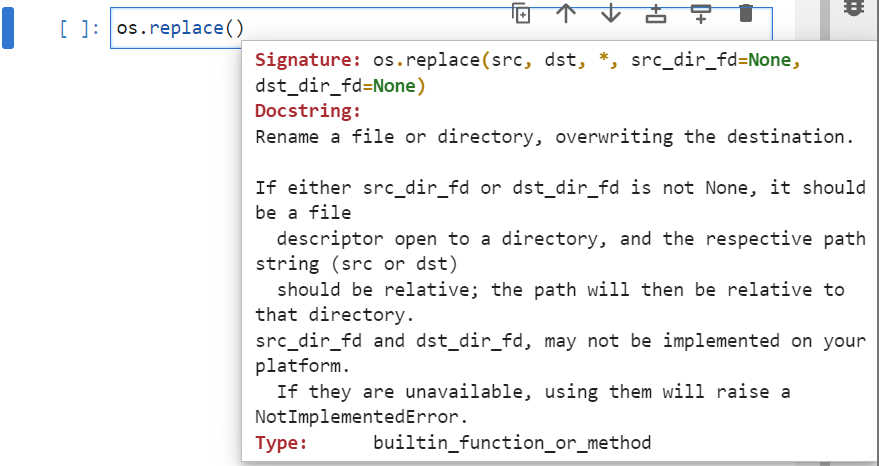 [ ]: os.replace()
Signature: os.replace(src, dst, *, src_dir_fd=None,
dst_dir_fd=None)
Docstring:
Rename a file or directory, overwriting the destination.

If either src_dir_fd or dst_dir_fd is not None, it should
be a file
  descriptor open to a directory, and the respective path
string (src or dst)
  should be relative; the path will then be relative to
that directory.
src_dir_fd and dst_dir_fd, may not be implemented on your
platform.
  If they are unavailable, using them will raise a
NotImplementedError.
Type:      builtin_function_or_method